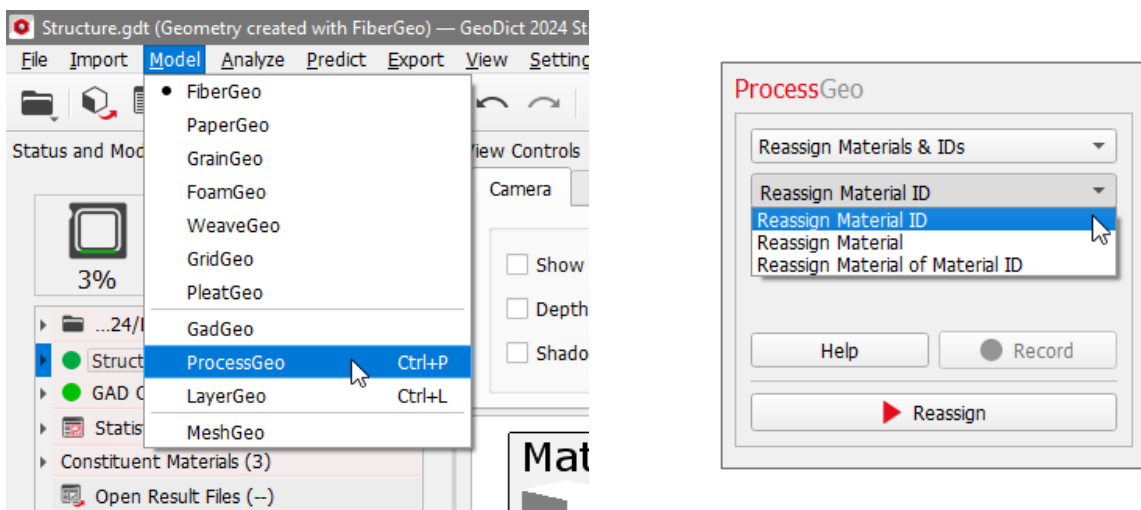 Structure.gdt (Geometry created with FiberGeo) — GeoDict 2024 St
File Import Model Analyze Predict Export View Setting
FiberGeo
PaperGeo
GrainGeo
FoamGeo
WeaveGeo
GridGeo
PleatGeo
GadGeo
ProcessGeo Ctrl+P
LayerGeo Ctrl+L
MeshGeo
Status and Mod
3%
...24/
Struct
GAD
Statis
Constituent Materials (3)
Open Result Files (--)
View Controls
Camera
Show
Depth
Shado
Mat
ProcessGeo
Reassign Materials & IDs
Reassign Material ID
Reassign Material ID
Reassign Material
Reassign Material of Material ID
Help
Record
Reassign